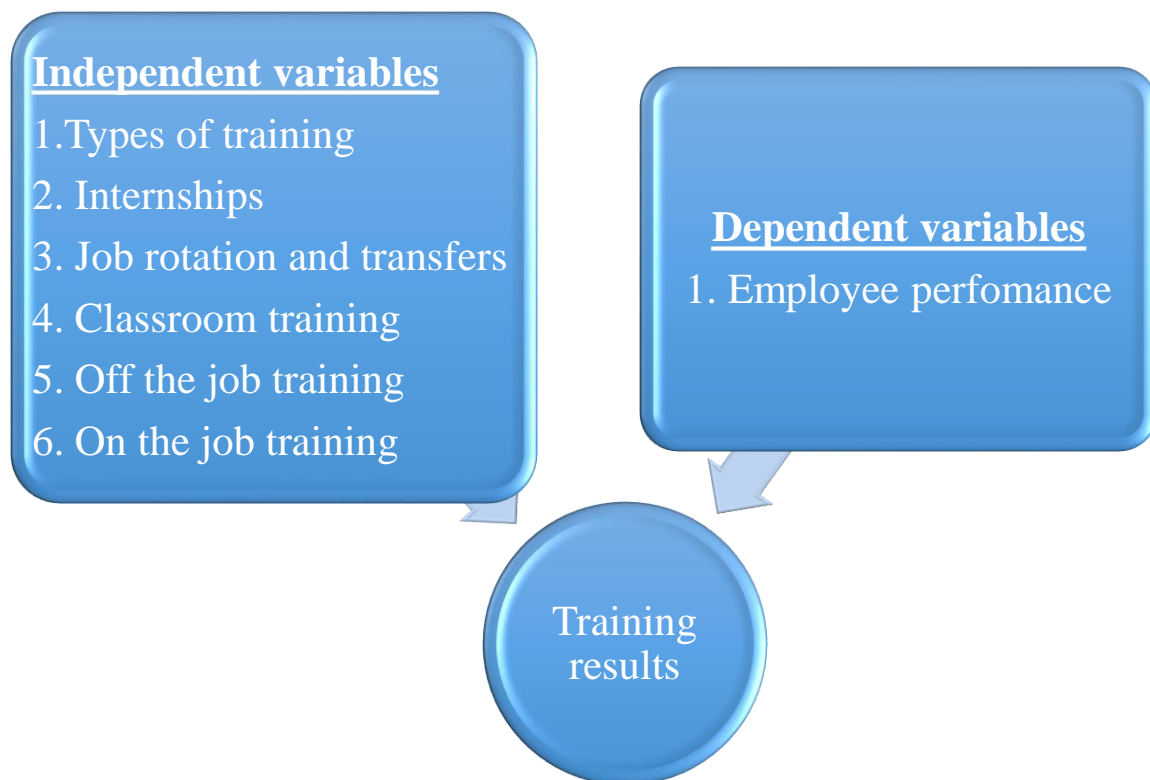 Independent variables
1.Types of training
2. Internships
3. Job rotation and transfers
4. Classroom training
5. Off the job training
6. On the job training
Dependent variables
1. Employee perfomance
Training
results